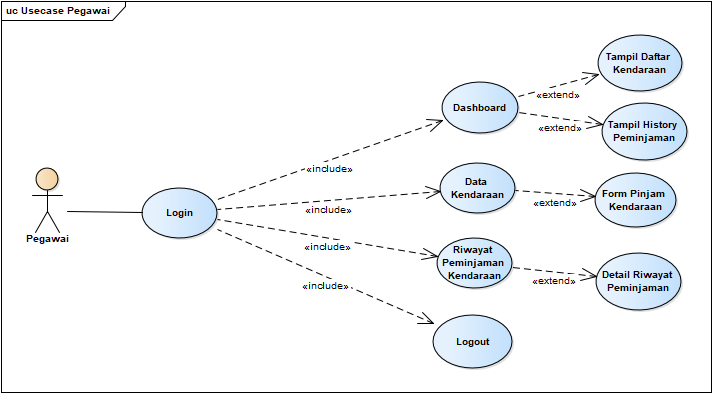 uc Usecase Pegawai
Tampil Daftar
Kendaraan
«extend»
Dashboard
«extend»
Tampil History
Peminjaman
«include»
Pegawai
Login
Data
Kendaraan
«include»
«extend»
Form Pinjam
Kendaraan
«include»
Riwayat
Peminjaman
Kendaraan
«extend»
Detail Riwayat
Peminjaman
«include»
Logout